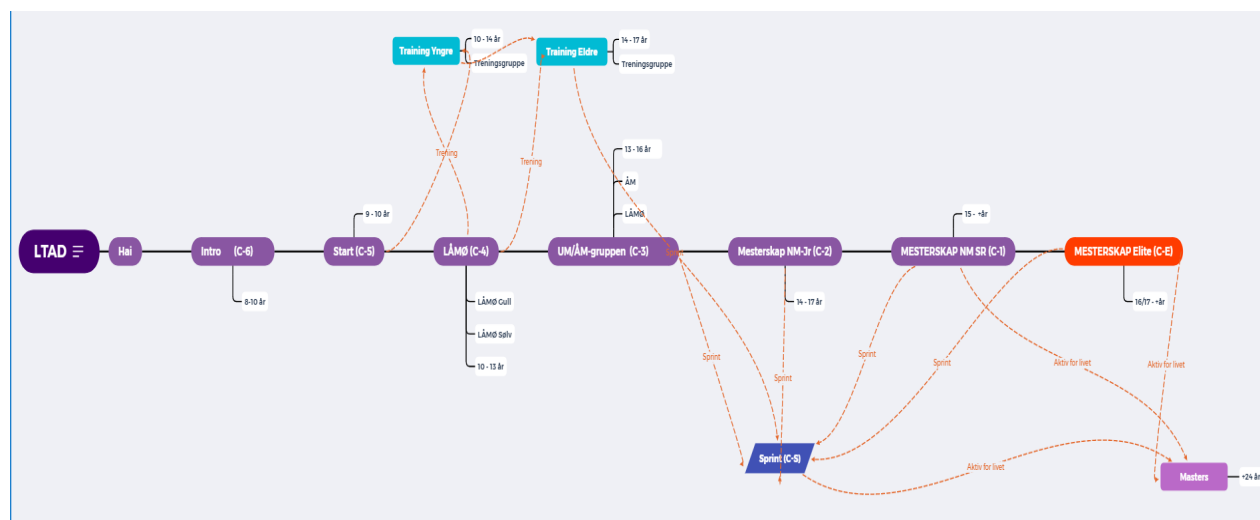 10 - 14 år
Training Yngre
Treningsgruppe
14 - 17 år
Training Eldre
Treningsgruppe
Trening
Trening
13 - 16 år
ÅM
LÅMØ
9 - 10 år
15 - +år
LTAD
Hai
Intro (C-6)
Start (C-5)
LÅMØ (C-4)
UM/ÅM-gruppen (C-3)
Mesterskap NM-Jr (C-2)
MESTERSKAP NM SR (C-1)
MESTERSKAP Elite (C-E)
8-10 år
LÅMØ Gull
LÅMØ Sølv
10 - 13 år
14 - 17 år
16/17 - +år
Sprint
Sprint
Sprint
Sprint
Aktiv for livet
Aktiv for livet
Sprint (C-S)
Aktiv for livet
Masters
+24 år